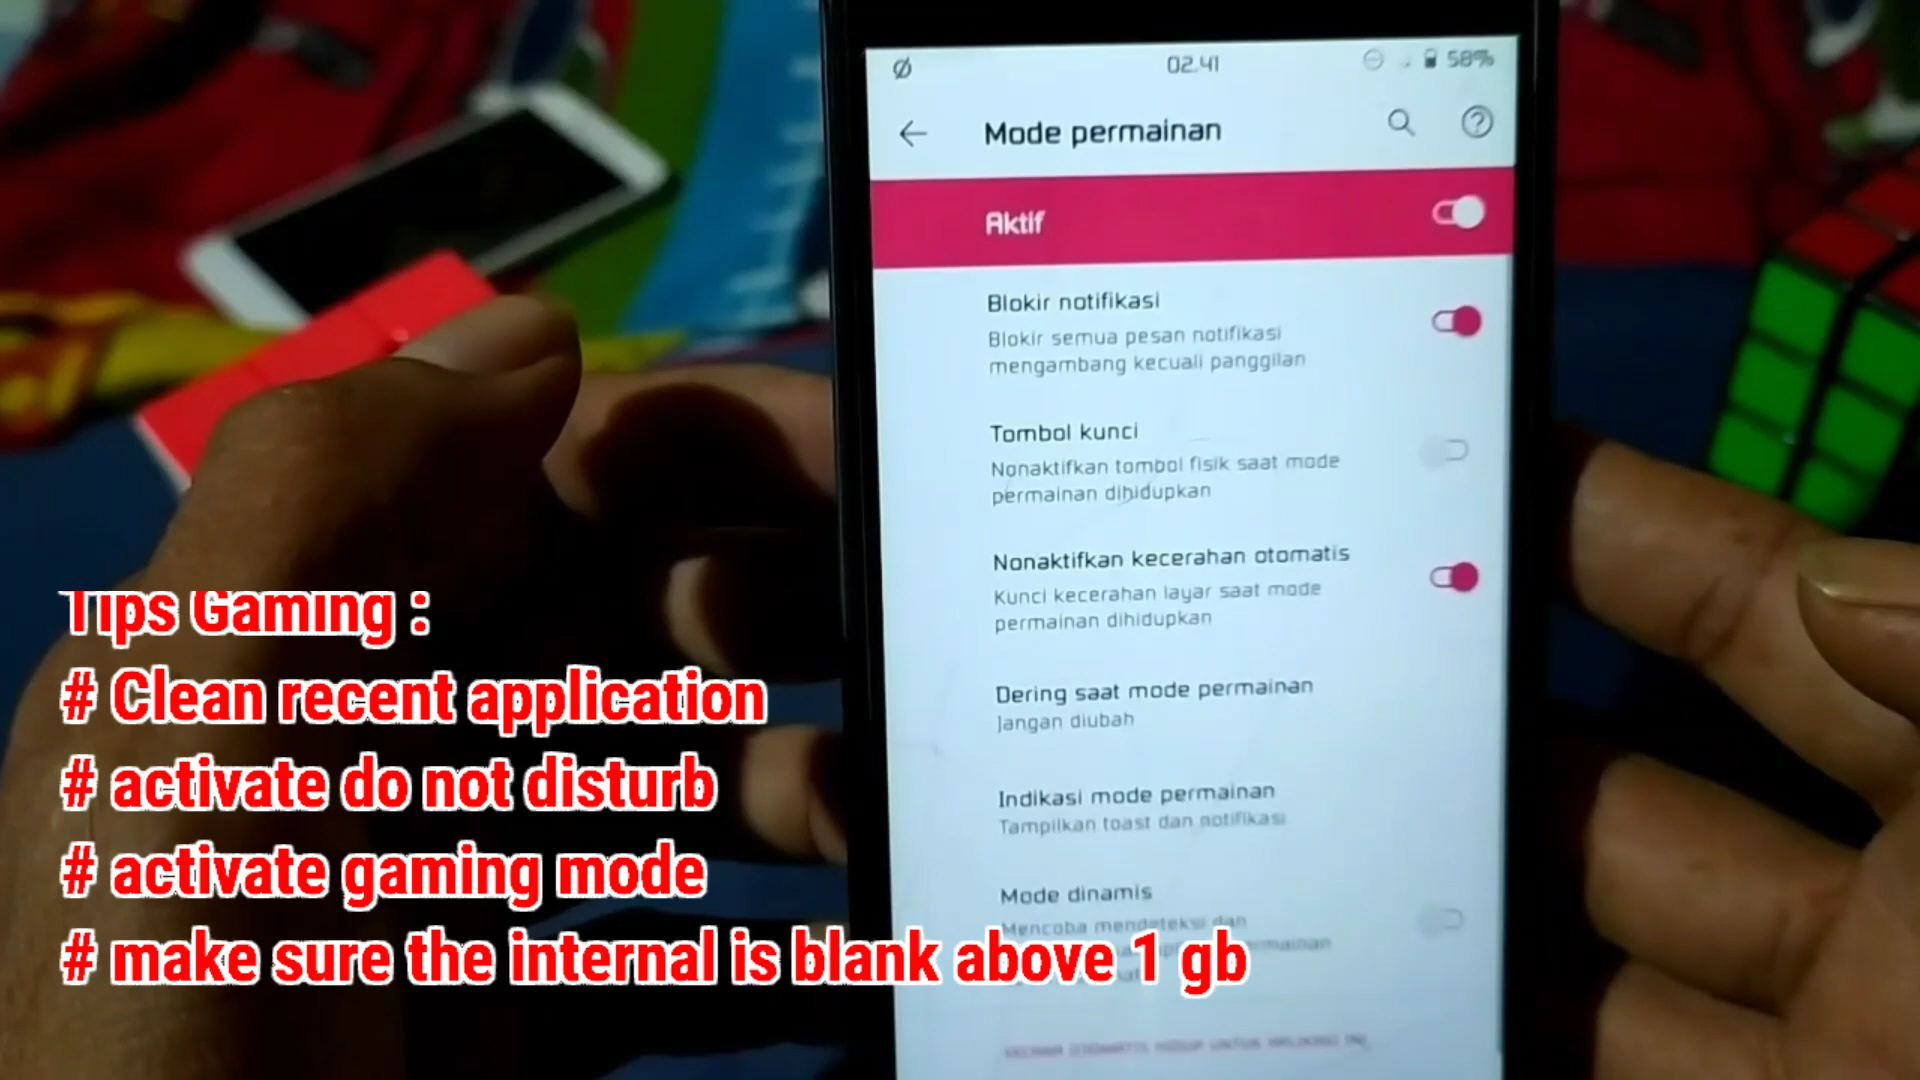 02.41
58%
Mode permainan
Aktif
Blokir notifikasi
Blokir semua pesan notifikasi
mengambang kecuali panggilan
Tombol kunci
Nonaktifkan tombol fisik saat mode
permainan dihidupkan
Nonaktifkan kecerahan otomatis
Kunci kecerahan layar saat mode
permainan dihidupkan
Dering saat mode permainan
Jangan diubah
Indikasi mode permainan
Tampilkan toast dan notifikasi
Mode dinamis
Mencoba mendeteksi dan
Tips Gaming :
# Clean recent application
# activate do not disturb
# activate gaming mode
# make sure the internal is blank above 1 gb